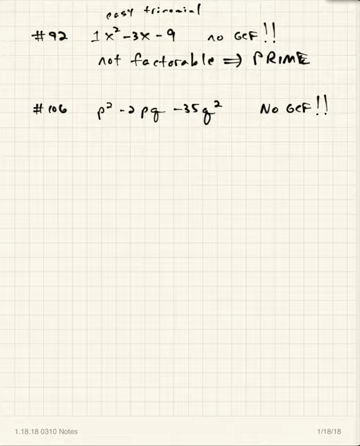 easy trinomial
#92 1x² -3x - 9 no GCF!!
not factorable ⇒ PRIME
#106 p² - 2pq - 35q² No GCF!!
1.18.18 0310 Notes 1/18/18